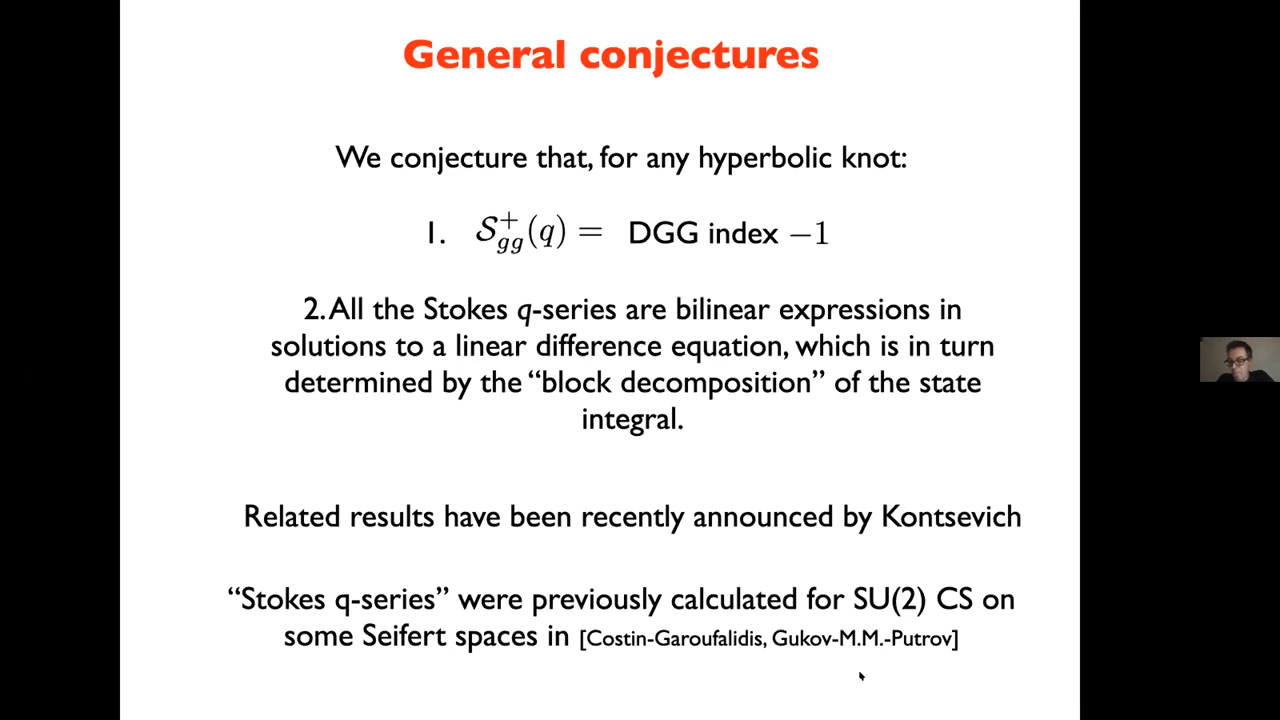 General conjectures
We conjecture that, for any hyperbolic knot:
1. $\mathcal{S}^{+}_{gg}(q) =$ DGG index $-1$
2. All the Stokes q-series are bilinear expressions in
solutions to a linear difference equation, which is in turn
determined by the “block decomposition” of the state
integral.
Related results have been recently announced by Kontsevich
“Stokes q-series” were previously calculated for SU(2) CS on
some Seifert spaces in [Costin-Garoufalidis, Gukov-M.M.-Putrov]